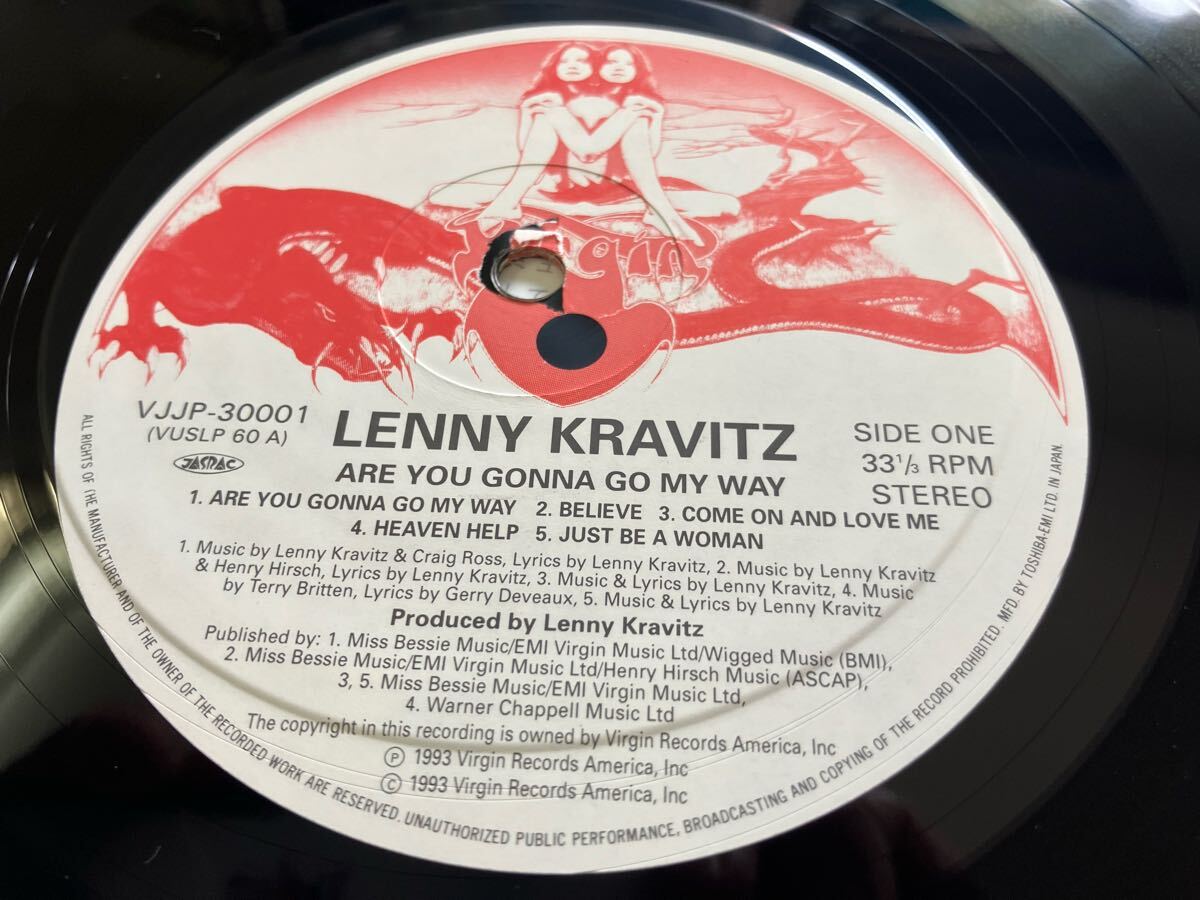 Virgin
VJJP-30001
(VUSLP 60 A)
JASRAC
LENNY KRAVITZ
ARE YOU GONNA GO MY WAY
SIDE ONE
33 1/3 RPM
STEREO
1. ARE YOU GONNA GO MY WAY 2. BELIEVE 3. COME ON AND LOVE ME
4. HEAVEN HELP 5. JUST BE A WOMAN
1. Music by Lenny Kravitz & Craig Ross, Lyrics by Lenny Kravitz, 2. Music by Lenny Kravitz
& Henry Hirsch, Lyrics by Lenny Kravitz, 3. Music & Lyrics by Lenny Kravitz, 4. Music
by Terry Britten, Lyrics by Gerry Deveaux, 5. Music & Lyrics by Lenny Kravitz
Produced by Lenny Kravitz
Published by: 1. Miss Bessie Music/EMI Virgin Music Ltd/Wigged Music (BMI),
2. Miss Bessie Music/EMI Virgin Music Ltd/Henry Hirsch Music (ASCAP),
3, 5. Miss Bessie Music/EMI Virgin Music Ltd,
4. Warner Chappell Music Ltd
The copyright in this recording is owned by Virgin Records America, Inc
℗ 1993 Virgin Records America, Inc
© 1993 Virgin Records America, Inc
ALL RIGHTS OF THE MANUFACTURER AND OF THE OWNER OF THE RECORDED WORK ARE RESERVED. UNAUTHORIZED PUBLIC PERFORMANCE, BROADCASTING AND COPYING OF THE RECORD PROHIBITED. MFD. BY TOSHIBA-EMI LTD. IN JAPAN.